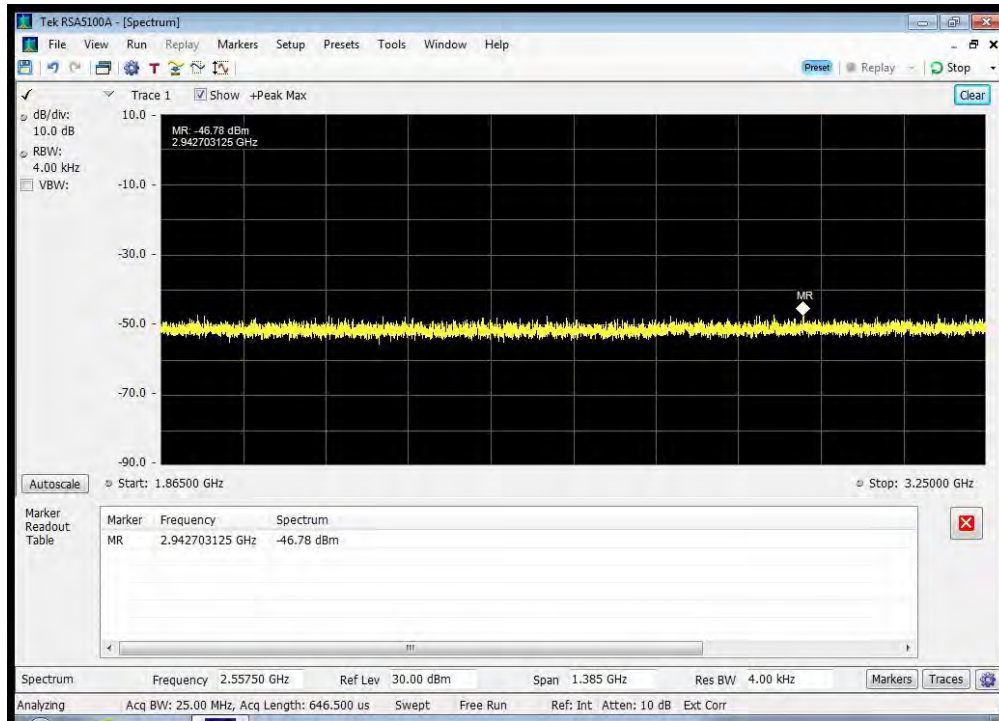 Tek RSA5100A - [Spectrum]
File View Run Replay Markers Setup Presets Tools Window Help
Preset Replay Stop
Trace 1 Show +Peak Max Clear
dB/div:
10.0 dB
RBW:
4.00 kHz
VBW:
10.0
-10.0
-30.0
-50.0
-70.0
-90.0
MR: -46.78 dBm
2.942703125 GHz
MR
Autoscale Start: 1.86500 GHz Stop: 3.25000 GHz
Marker
Readout
Table
Marker Frequency Spectrum
MR 2.942703125 GHz -46.78 dBm
Spectrum Frequency 2.55750 GHz Ref Lev 30.00 dBm Span 1.385 GHz Res BW 4.00 kHz Markers Traces
Analyzing Acq BW: 25.00 MHz, Acq Length: 646.500 us Swept Free Run Ref: Int Atten: 10 dB Ext Corr